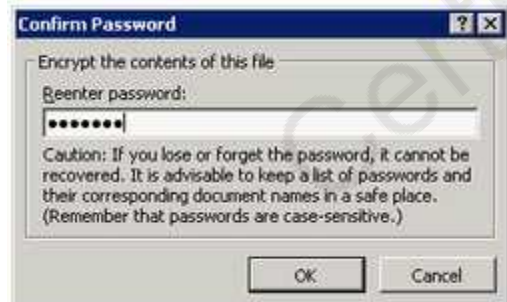 Confirm Password
Encrypt the contents of this file
Reenter password:
•••••••
Caution: If you lose or forget the password, it cannot be
recovered. It is advisable to keep a list of passwords and
their corresponding document names in a safe place.
(Remember that passwords are case-sensitive.)
OK Cancel